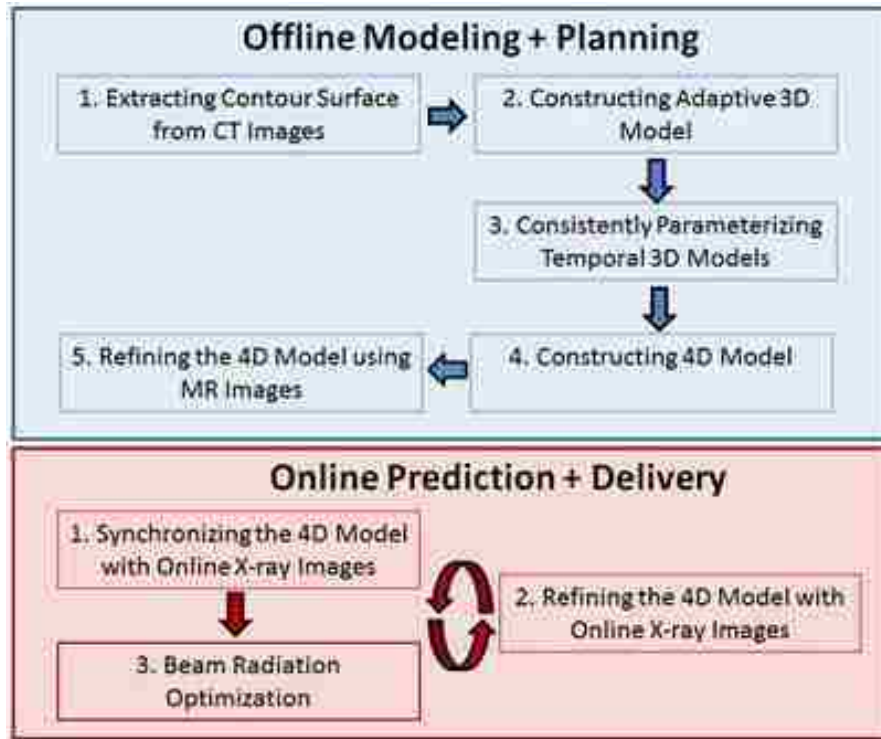 Offline Modeling + Planning
1. Extracting Contour Surface
from CT Images
2. Constructing Adaptive 3D
Model
3. Consistently Parameterizing
Temporal 3D Models
4. Constructing 4D Model
5. Refining the 4D Model using
MR Images
Online Prediction + Delivery
1. Synchronizing the 4D Model
with Online X-ray Images
2. Refining the 4D Model with
Online X-ray Images
3. Beam Radiation
Optimization